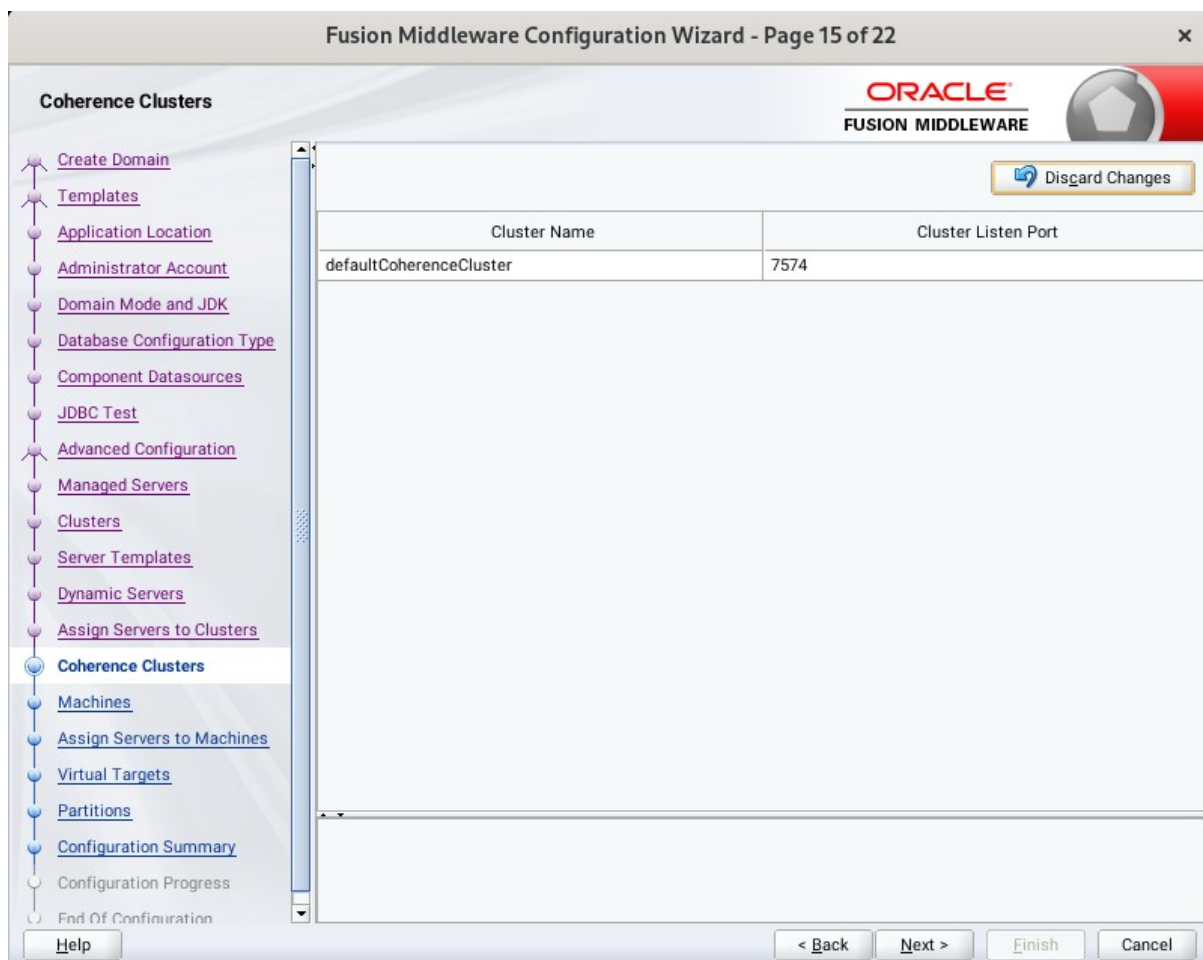 Fusion Middleware Configuration Wizard - Page 15 of 22
Coherence Clusters
ORACLE
FUSION MIDDLEWARE
Create Domain
Templates
Application Location
Administrator Account
Domain Mode and JDK
Database Configuration Type
Component Datasources
JDBC Test
Advanced Configuration
Managed Servers
Clusters
Server Templates
Dynamic Servers
Assign Servers to Clusters
Coherence Clusters
Machines
Assign Servers to Machines
Virtual Targets
Partitions
Configuration Summary
Configuration Progress
End Of Configuration
Discard Changes
Cluster Name Cluster Listen Port
defaultCoherenceCluster 7574
Help < Back Next > Finish Cancel